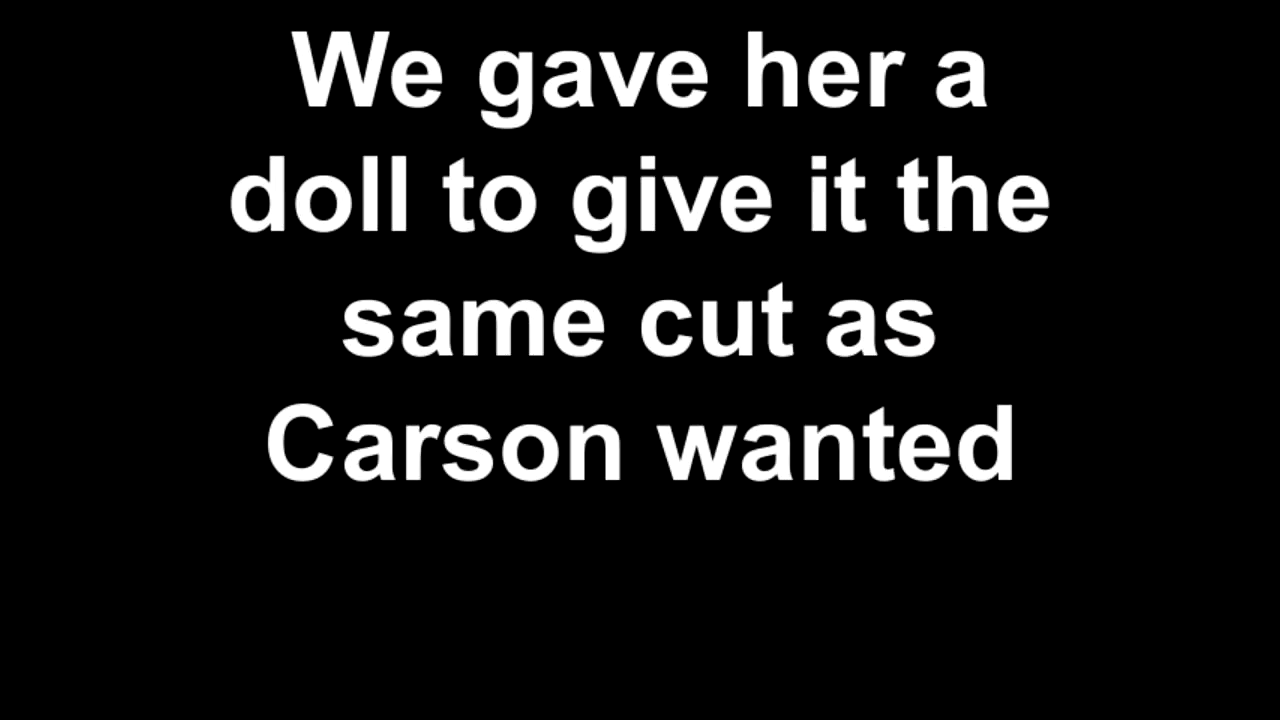 We gave her a
doll to give it the
same cut as
Carson wanted